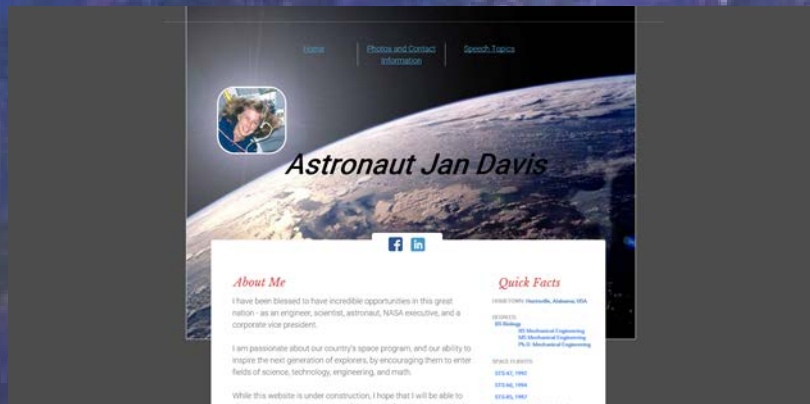 Home
Photos and Contact
Information
Speech Topics
Astronaut Jan Davis
f in
About Me
I have been blessed to have incredible opportunities in this great
nation - as an engineer, scientist, astronaut, NASA executive, and a
corporate vice president.
I am passionate about our country's space program, and our ability to
inspire the next generation of explorers, by encouraging them to enter
fields of science, technology, engineering, and math.
While this website is under construction, I hope that I will be able to
Quick Facts
HOMETOWN: Huntsville, Alabama, USA
DEGREES:
BS Biology
BS Mechanical Engineering
MS Mechanical Engineering
Ph.D. Mechanical Engineering
SPACE FLIGHTS:
STS-47, 1992
STS-60, 1994
STS-85, 1997